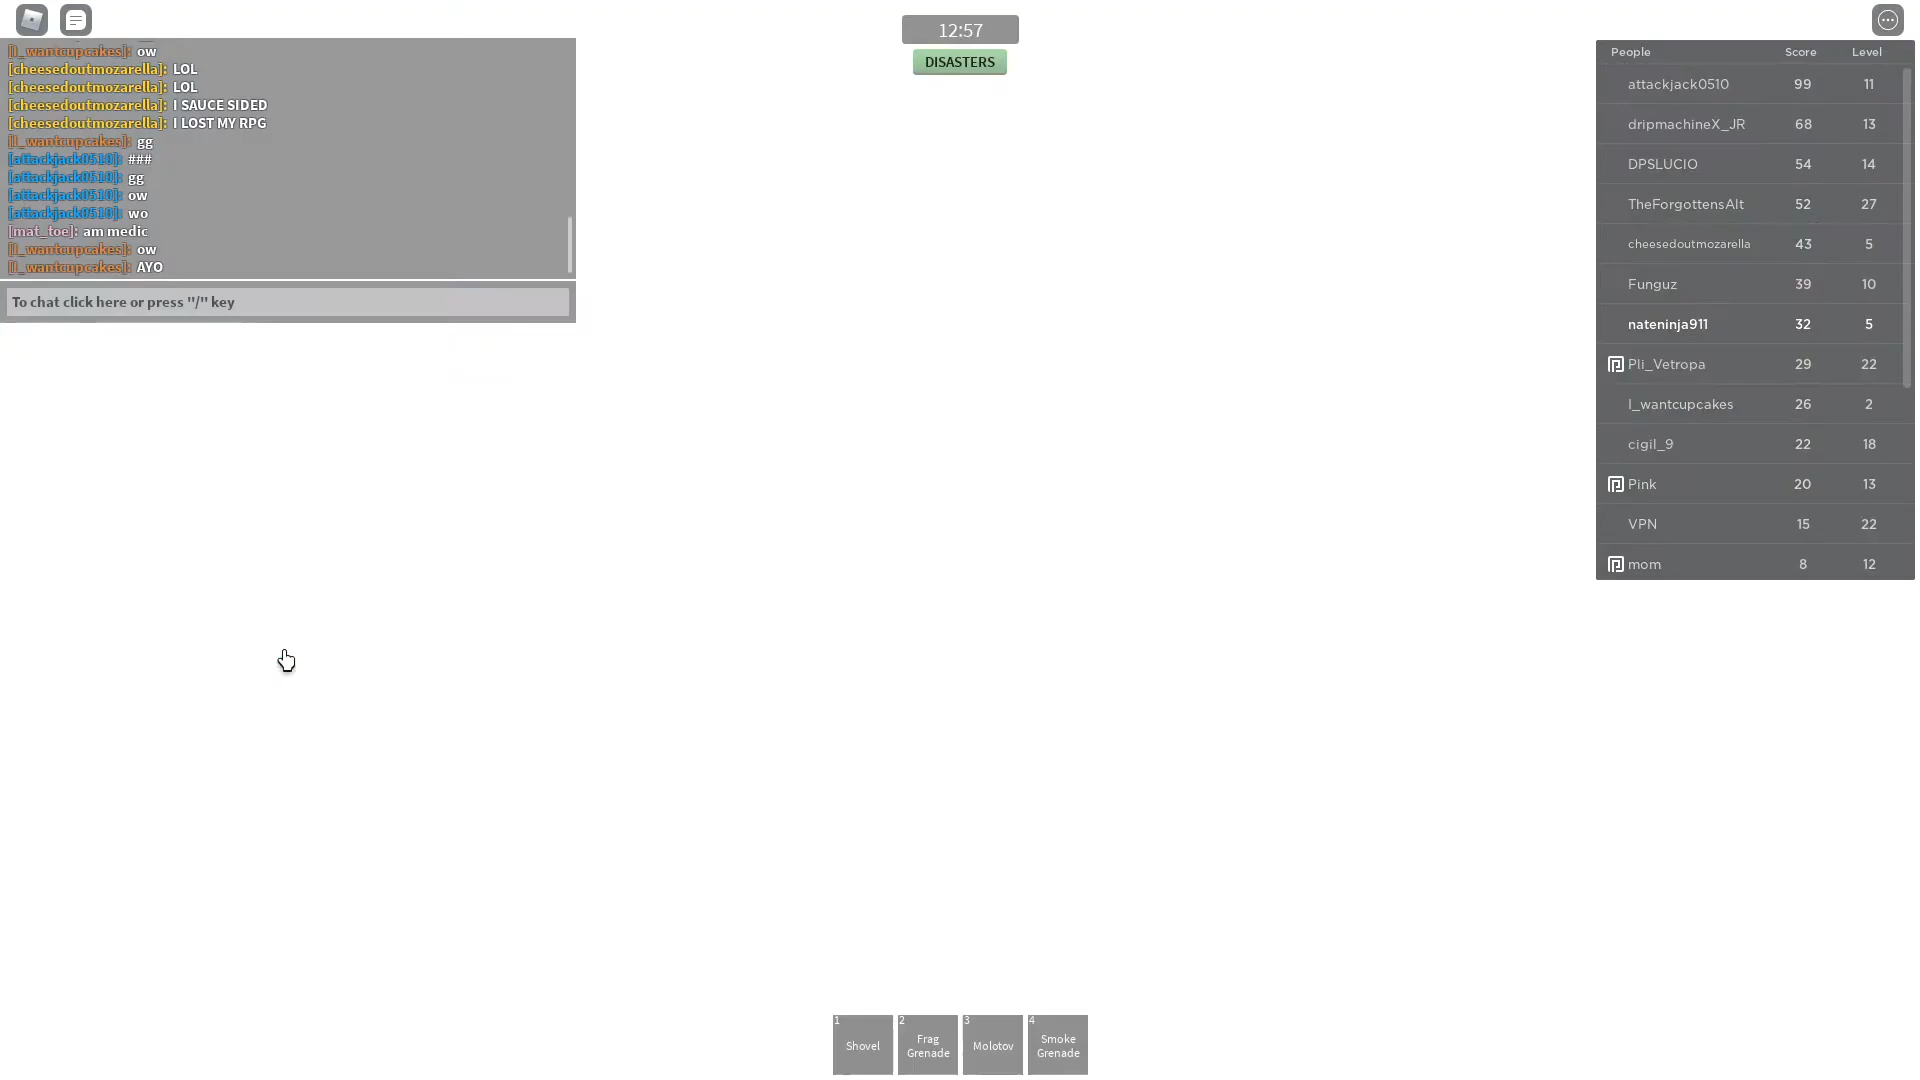 12:57
DISASTERS
[I_wantcupcakes]: ow
[cheesedoutmozarella]: LOL
[cheesedoutmozarella]: LOL
[cheesedoutmozarella]: I SAUCE SIDED
[cheesedoutmozarella]: I LOST MY RPG
[I_wantcupcakes]: gg
[attackjack0510]: ###
[attackjack0510]: gg
[attackjack0510]: ow
[attackjack0510]: wo
[mat_toe]: am medic
[I_wantcupcakes]: ow
[I_wantcupcakes]: AYO
To chat click here or press "/" key
People Score Level
attackjack0510 99 11
dripmachineX_JR 68 13
DPSLUCIO 54 14
TheForgottensAlt 52 27
cheesedoutmozarella 43 5
Funguz 39 10
nateninja911 32 5
Pli_Vetropa 29 22
I_wantcupcakes 26 2
cigil_9 22 18
Pink 20 13
VPN 15 22
mom 8 12
1 Shovel
2 Frag Grenade
3 Molotov
4 Smoke Grenade